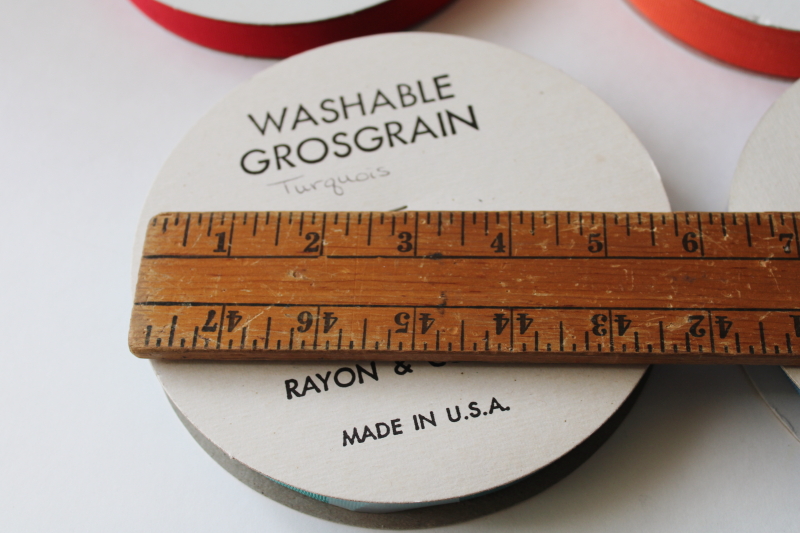 WASHABLE
GROSGRAIN
Turquois
1 2 3 4 5 6 7
47 46 45 44 43 42 41
RAYON &
MADE IN U.S.A.